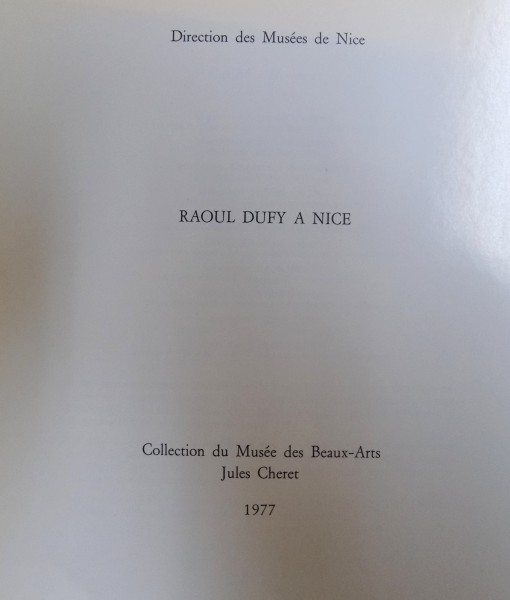 Direction des Musées de Nice
RAOUL DUFY A NICE
Collection du Musée des Beaux-Arts
Jules Cheret
1977